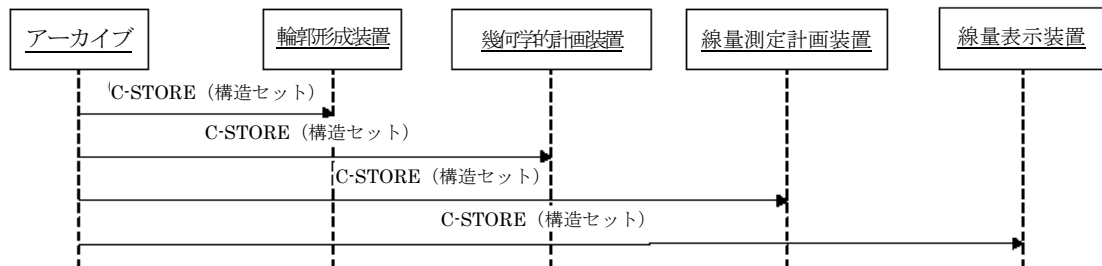 アーカイブ
輪郭形成装置
幾何学的計画装置
線量測定計画装置
線量表示装置
C-STORE（構造セット）
C-STORE（構造セット）
C-STORE（構造セット）
C-STORE（構造セット）